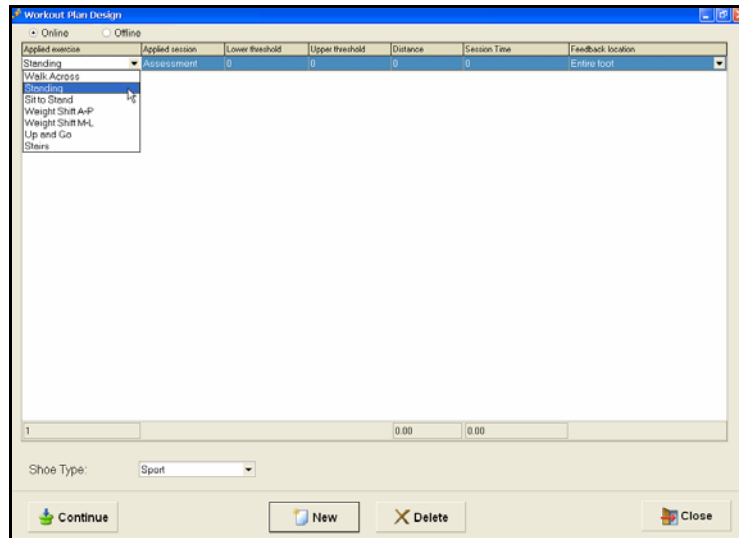 Workout Plan Design
Online Offline
Applied exercise Applied session Lower threshold Upper threshold Distance Session Time Feedback location
Standing Assessment 0 0 0 0 Entire foot
Walk Across
Standing
Sit to Stand
Weight Shift A-P
Weight Shift M-L
Up and Go
Stairs
1 0.00 0.00
Shoe Type: Sport
Continue New Delete Close